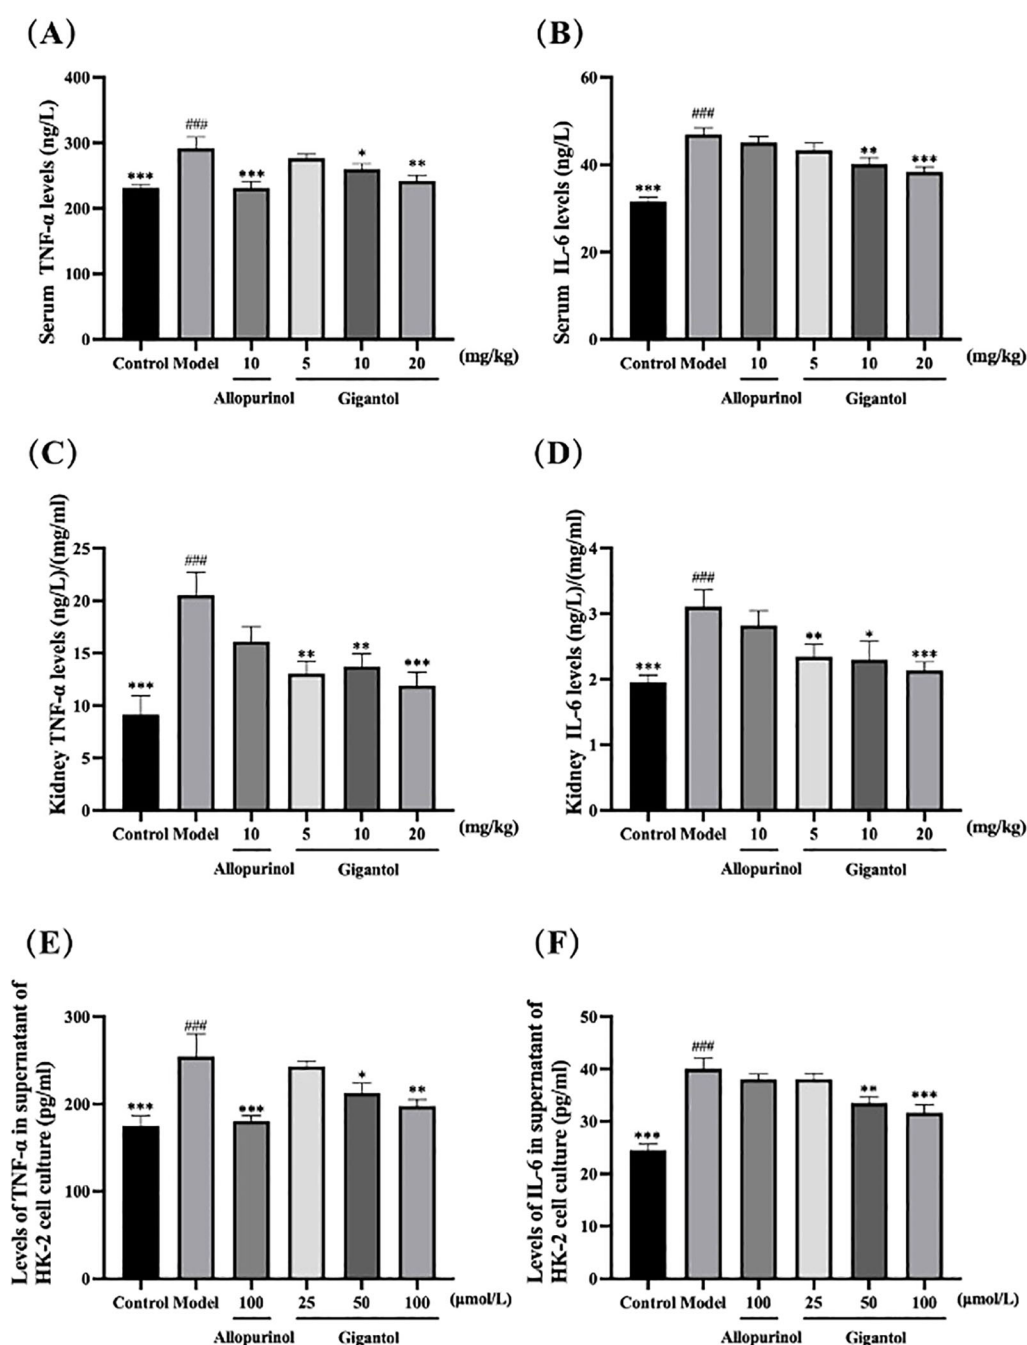 (A)
Serum TNF-α levels (ng/L)
400
300
200
100
0
***
###
***
*
**
Control Model 10 5 10 20 (mg/kg)
Allopurinol Gigantol
(B)
Serum IL-6 levels (ng/L)
60
40
20
0
***
###
**
***
Control Model 10 5 10 20 (mg/kg)
Allopurinol Gigantol
(C)
Kidney TNF-α levels (ng/L)/(mg/ml)
25
20
15
10
5
0
***
###
**
**
***
Control Model 10 5 10 20 (mg/kg)
Allopurinol Gigantol
(D)
Kidney IL-6 levels (ng/L)/(mg/ml)
4
3
2
1
0
***
###
**
*
***
Control Model 10 5 10 20 (mg/kg)
Allopurinol Gigantol
(E)
Levels of TNF-α in supernatant of
HK-2 cell culture (pg/ml)
300
200
100
0
***
###
***
*
**
Control Model 100 25 50 100 (μmol/L)
Allopurinol Gigantol
(F)
Levels of IL-6 in supernatant of
HK-2 cell culture (pg/ml)
50
40
30
20
10
0
***
###
**
***
Control Model 100 25 50 100 (μmol/L)
Allopurinol Gigantol